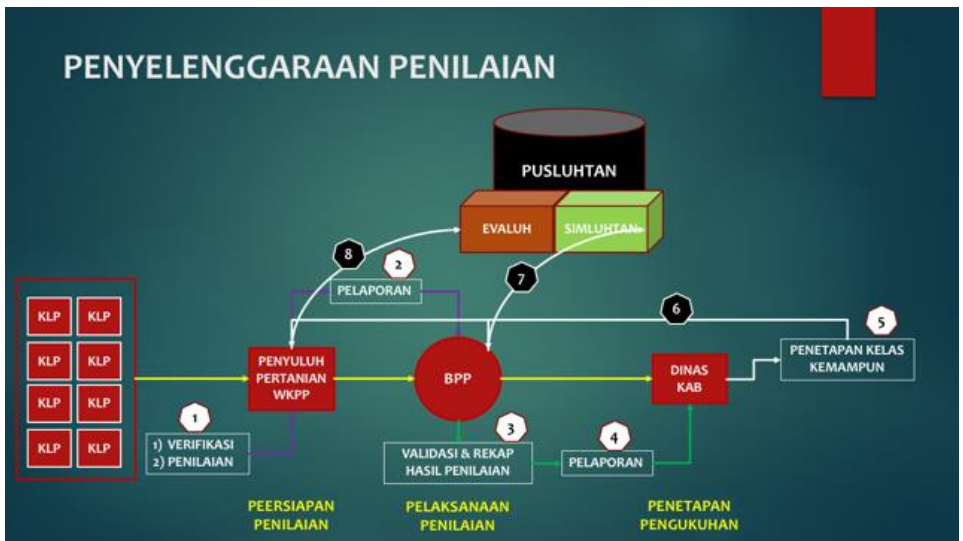 PENYELENGGARAAN PENILAIAN
PUSLUHTAN
EVALUH
SIMLUHTAN
8
2
7
PELAPORAN
6
5
KLP
KLP
KLP
KLP
KLP
KLP
KLP
KLP
PENYULUH
PERTANIAN
WKPP
BPP
DINAS
KAB
PENETAPAN KELAS
KEMAMPUN
1
1) VERIFIKASI
2) PENILAIAN
3
VALIDASI & REKAP
HASIL PENILAIAN
4
PELAPORAN
PEERSIAPAN
PENILAIAN
PELAKSANAAN
PENILAIAN
PENETAPAN
PENGUKUHAN